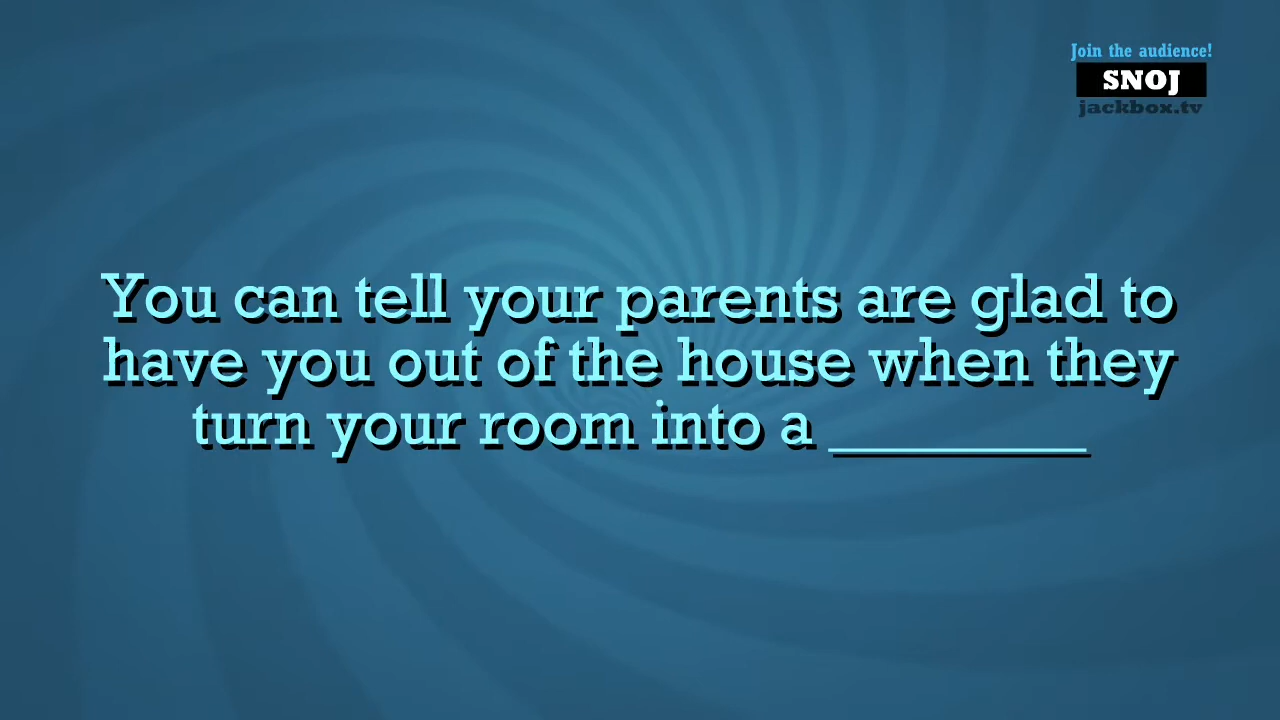 Join the audience!
SNOJ
jackbox.tv
You can tell your parents are glad to
have you out of the house when they
turn your room into a _________